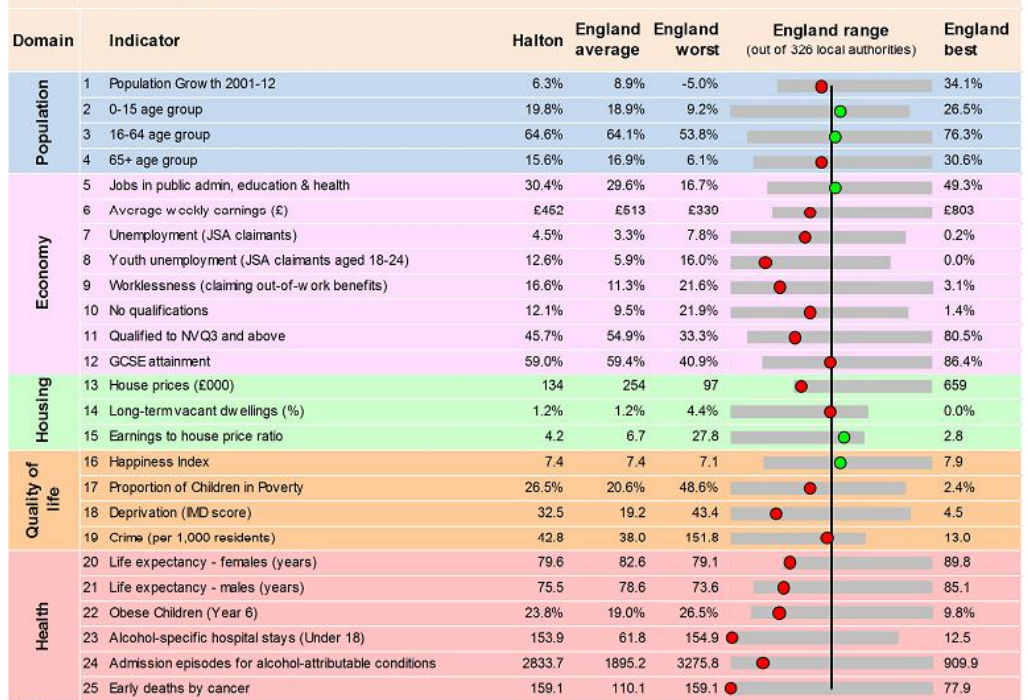 Domain Indicator Halton England average England worst England range (out of 326 local authorities) England best
Population
1 Population Growth 2001-12 6.3% 8.9% -5.0% 34.1%
2 0-15 age group 19.8% 18.9% 9.2% 26.5%
3 16-64 age group 64.6% 64.1% 53.8% 76.3%
4 65+ age group 15.6% 16.9% 6.1% 30.6%
Economy
5 Jobs in public admin, education & health 30.4% 29.6% 16.7% 49.3%
6 Average weekly earnings (£) £462 £513 £330 £803
7 Unemployment (JSA claimants) 4.5% 3.3% 7.8% 0.2%
8 Youth unemployment (JSA claimants aged 18-24) 12.6% 5.9% 16.0% 0.0%
9 Worklessness (claiming out-of-work benefits) 16.6% 11.3% 21.6% 3.1%
10 No qualifications 12.1% 9.5% 21.9% 1.4%
11 Qualified to NVQ3 and above 45.7% 54.9% 33.3% 80.5%
12 GCSE attainment 59.0% 59.4% 40.9% 86.4%
Housing
13 House prices (£000) 134 254 97 659
14 Long-term vacant dwellings (%) 1.2% 1.2% 4.4% 0.0%
15 Earnings to house price ratio 4.2 6.7 27.8 2.8
Quality of life
16 Happiness Index 7.4 7.4 7.1 7.9
17 Proportion of Children in Poverty 26.5% 20.6% 48.6% 2.4%
18 Deprivation (IMD score) 32.5 19.2 43.4 4.5
19 Crime (per 1,000 residents) 42.8 38.0 151.8 13.0
Health
20 Life expectancy - females (years) 79.6 82.6 79.1 89.8
21 Life expectancy - males (years) 75.5 78.6 73.6 85.1
22 Obese Children (Year 6) 23.8% 19.0% 26.5% 9.8%
23 Alcohol-specific hospital stays (Under 18) 153.9 61.8 154.9 12.5
24 Admission episodes for alcohol-attributable conditions 2833.7 1895.2 3275.8 909.9
25 Early deaths by cancer 159.1 110.1 159.1 77.9